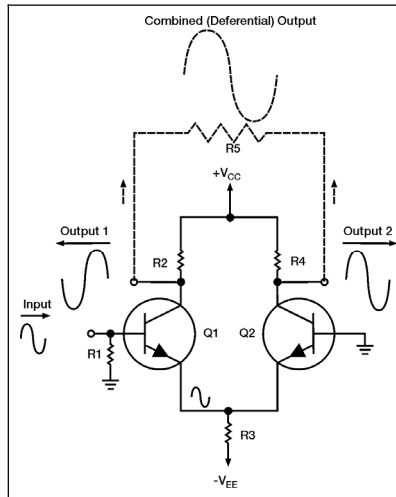 Combined (Deferential) Output
R5
+VCC
Output 1
Output 2
R2
R4
Input
Q1
Q2
R1
R3
-VEE